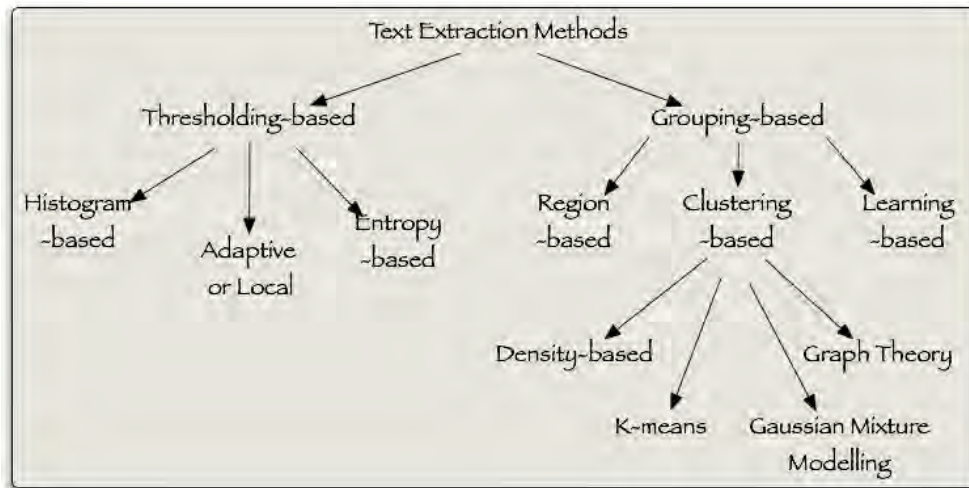 Text Extraction Methods
Thresholding-based
Grouping-based
Histogram
-based
Adaptive
or Local
Entropy
-based
Region
-based
Clustering
-based
Learning
-based
Density-based
K-means
Gaussian Mixture
Modelling
Graph Theory